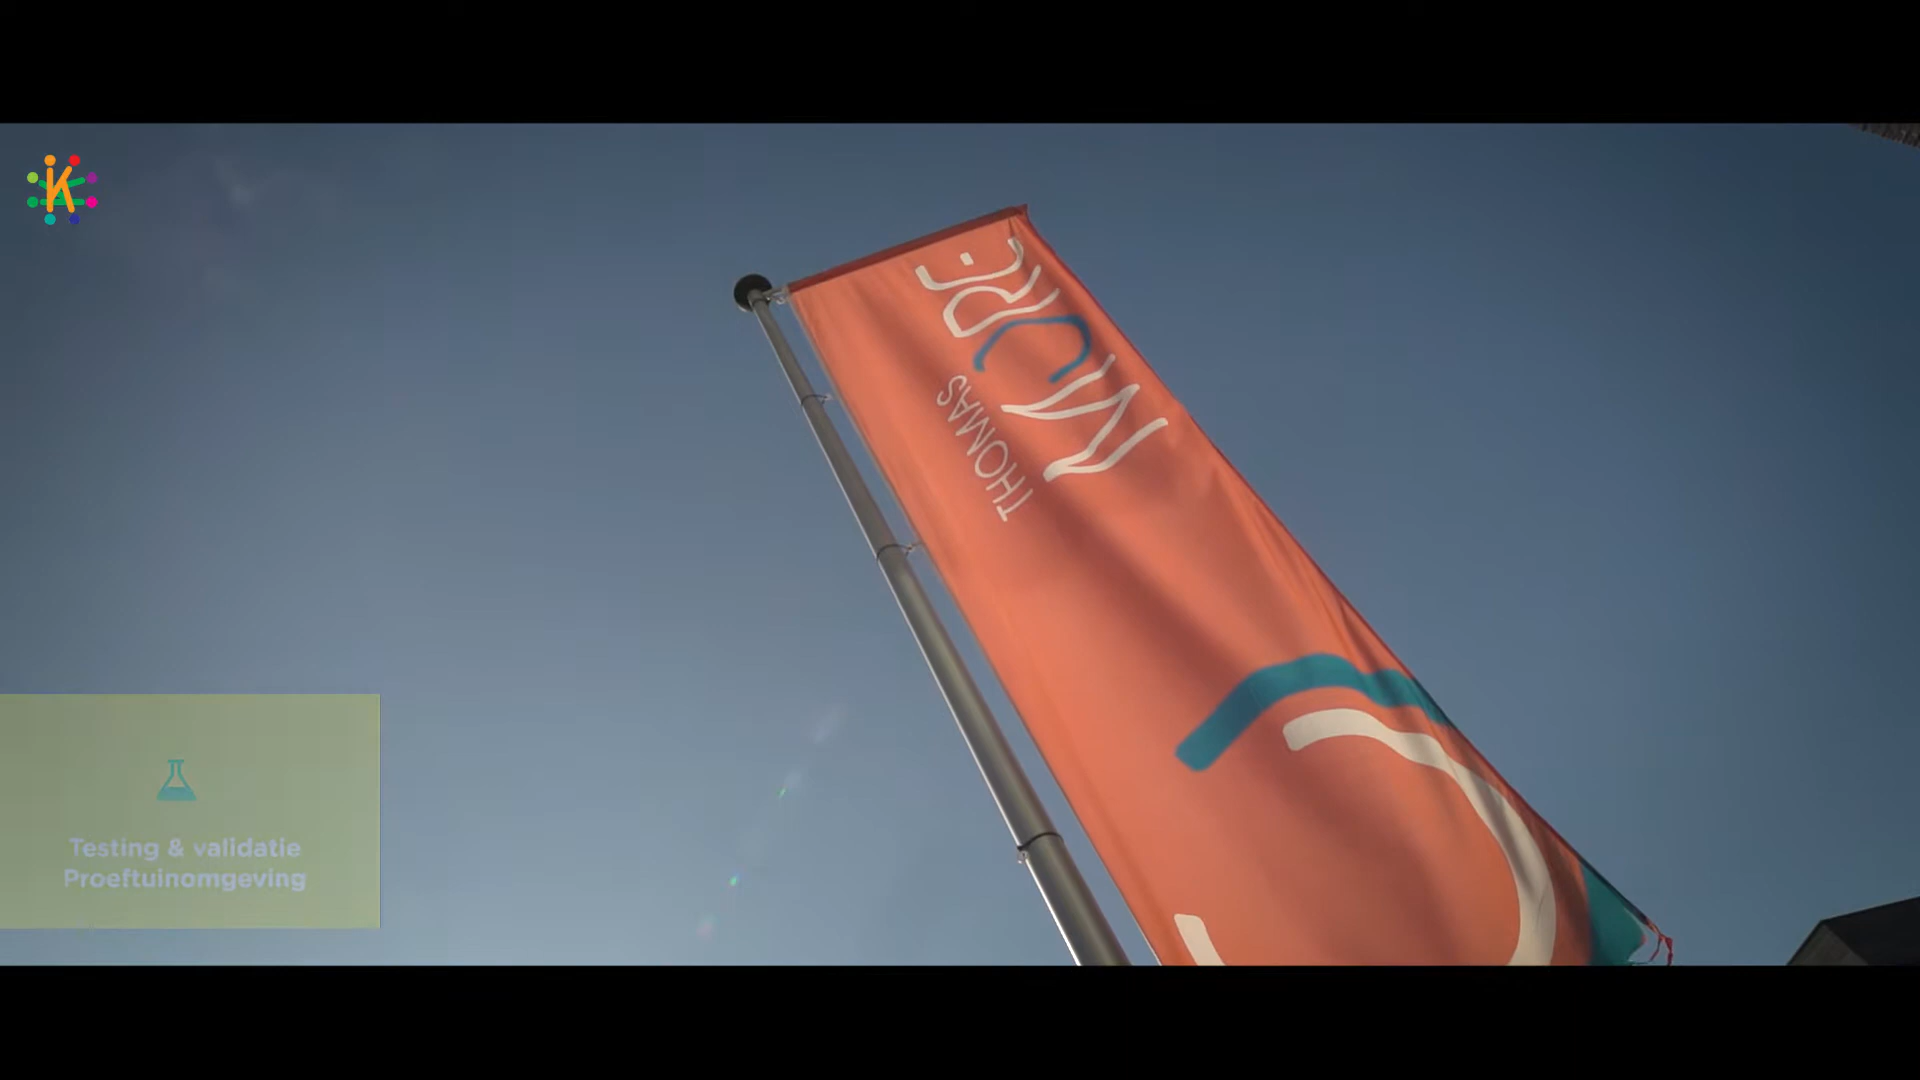 K
THOMAS
MORE
Testing & validatie
Proeftuinomgeving